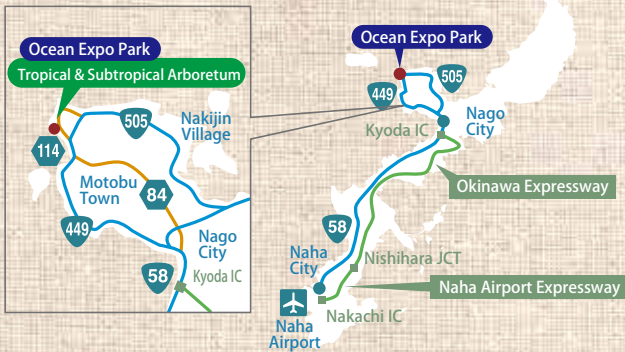 Ocean Expo Park
Tropical & Subtropical Arboretum
505
Nakijin
Village
114
Motobu
Town
84
449
Nago
City
58
Kyoda IC
Ocean Expo Park
449
505
Nago
City
Kyoda IC
Okinawa Expressway
58
Naha
City
Nishihara JCT
Naha Airport Expressway
Nakachi IC
Naha
Airport